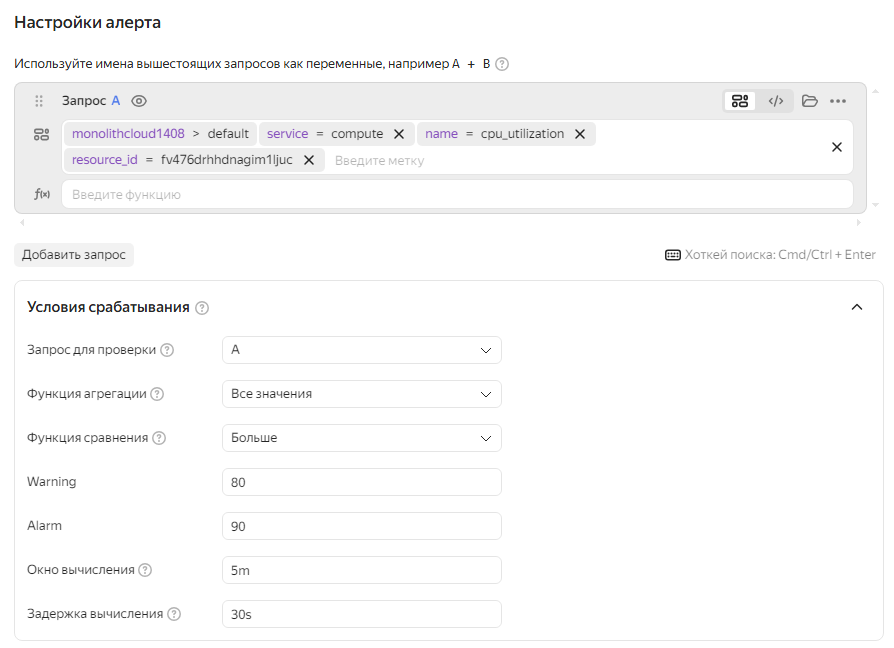 Настройки алерта
Используйте имена вышестоящих запросов как переменные, например A + B
Запрос A
monolithcloud1408 > default service = compute name = cpu_utilization
resource_id = fv476drhhdnagim1ljuc Введите метку
f(x) Введите функцию
Добавить запрос Хоткей поиска: Cmd/Ctrl + Enter
Условия срабатывания
Запрос для проверки A
Функция агрегации Все значения
Функция сравнения Больше
Warning 80
Alarm 90
Окно вычисления 5m
Задержка вычисления 30s